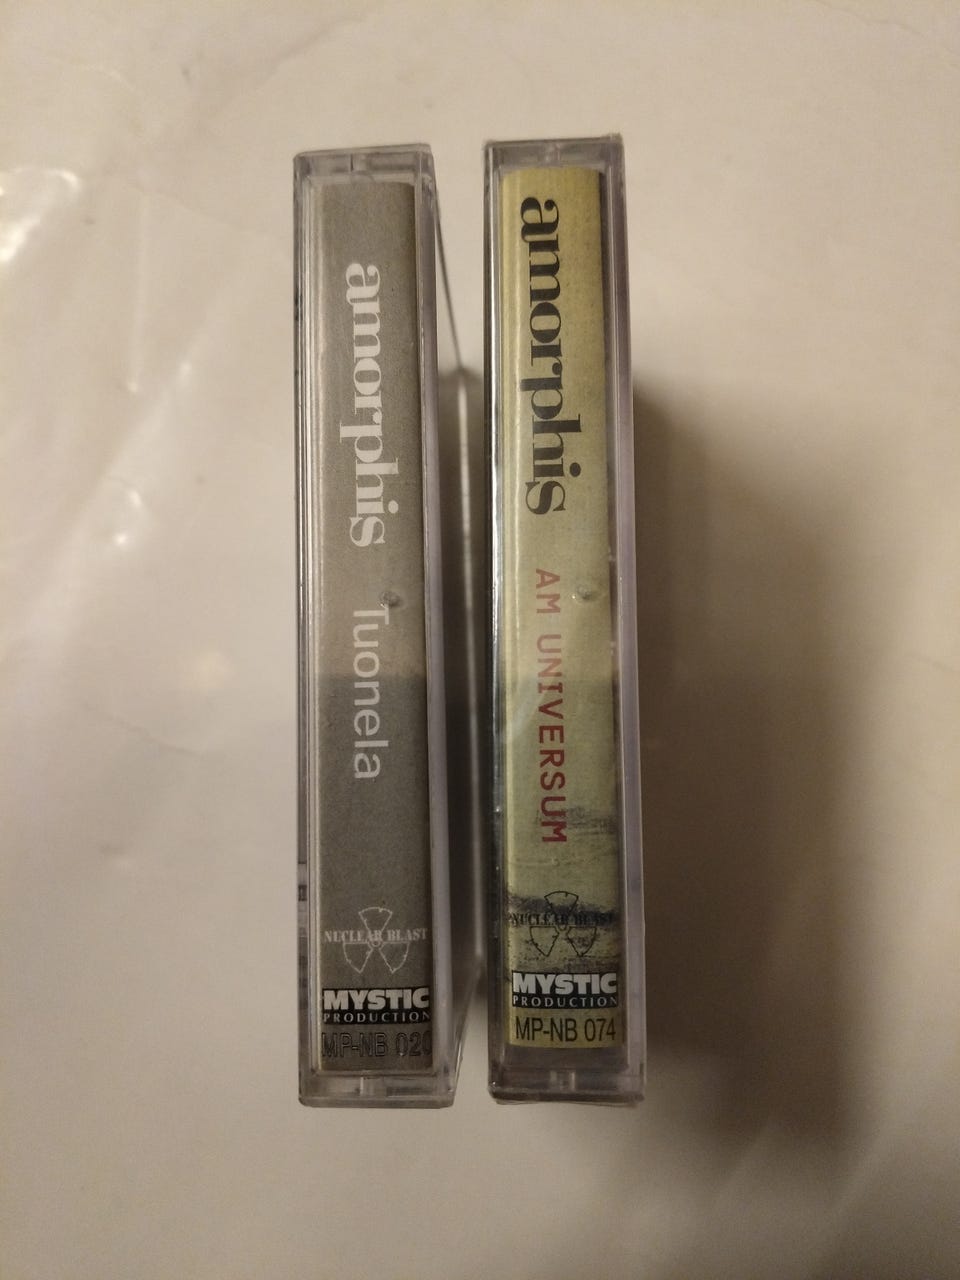 amorphis Tuonela
NUCLEAR BLAST
MYSTIC
PRODUCTION
MP-NB 020
amorphis AM UNIVERSUM
NUCLEAR BLAST
MYSTIC
PRODUCTION
MP-NB 074